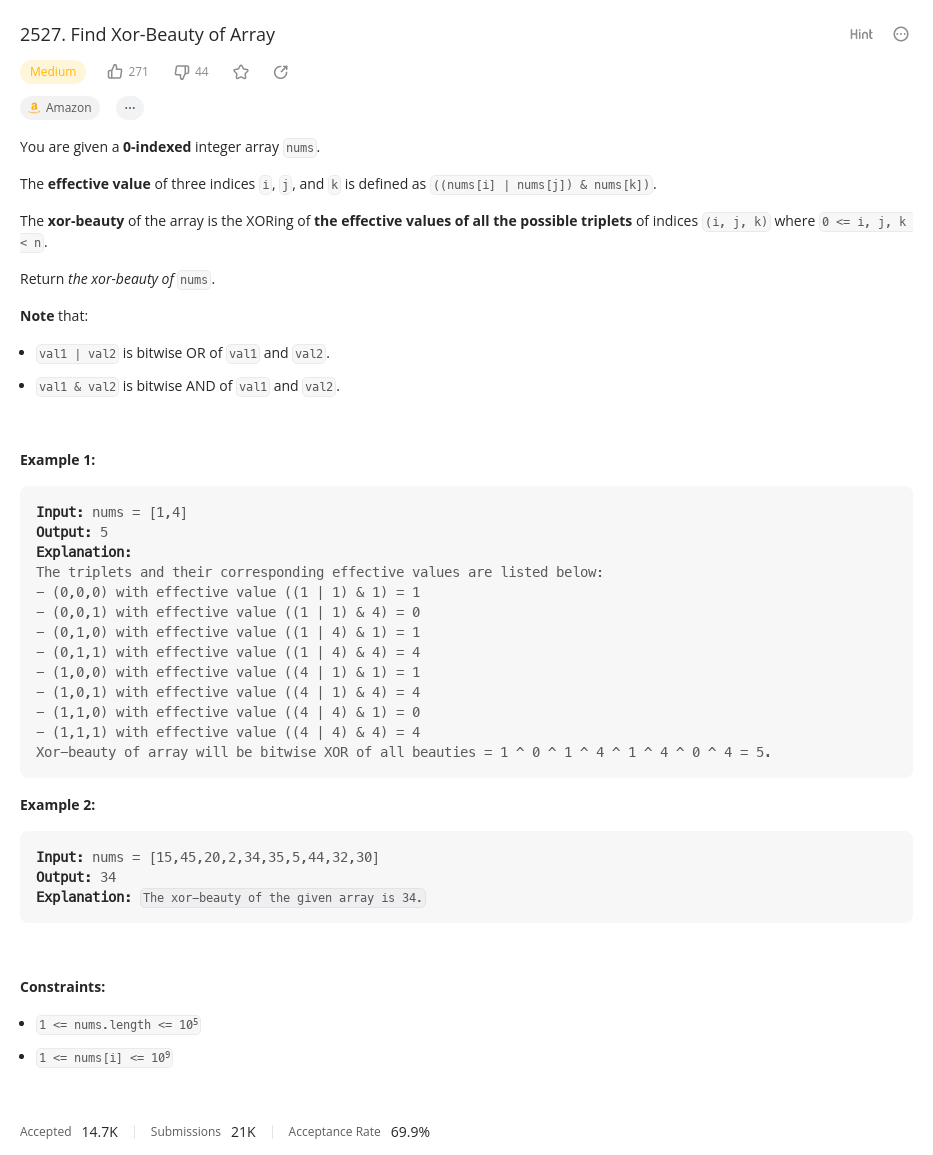 2527. Find Xor-Beauty of Array
Hint
Medium
271
44
Amazon
You are given a 0-indexed integer array nums.
The effective value of three indices i, j, and k is defined as ((nums[i] | nums[j]) & nums[k]).
The xor-beauty of the array is the XORing of the effective values of all the possible triplets of indices (i, j, k) where 0 <= i, j, k
< n.
Return the xor-beauty of nums.
Note that:
• val1 | val2 is bitwise OR of val1 and val2.
• val1 & val2 is bitwise AND of val1 and val2.
Example 1:
Input: nums = [1,4]
Output: 5
Explanation:
The triplets and their corresponding effective values are listed below:
– (0,0,0) with effective value ((1 | 1) & 1) = 1
– (0,0,1) with effective value ((1 | 1) & 4) = 0
– (0,1,0) with effective value ((1 | 4) & 1) = 1
– (0,1,1) with effective value ((1 | 4) & 4) = 4
– (1,0,0) with effective value ((4 | 1) & 1) = 1
– (1,0,1) with effective value ((4 | 1) & 4) = 4
– (1,1,0) with effective value ((4 | 4) & 1) = 0
– (1,1,1) with effective value ((4 | 4) & 4) = 4
Xor–beauty of array will be bitwise XOR of all beauties = 1 ^ 0 ^ 1 ^ 4 ^ 1 ^ 4 ^ 0 ^ 4 = 5.
Example 2:
Input: nums = [15,45,20,2,34,35,5,44,32,30]
Output: 34
Explanation: The xor–beauty of the given array is 34.
Constraints:
• 1 <= nums.length <= 10⁵
• 1 <= nums[i] <= 10⁹
Accepted 14.7K Submissions 21K Acceptance Rate 69.9%